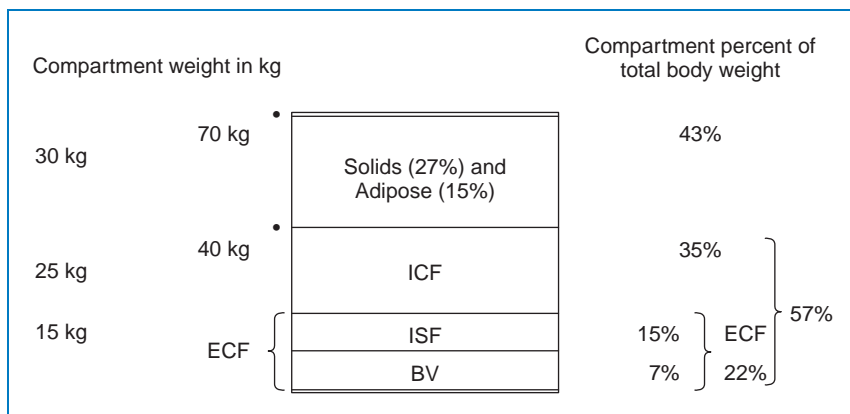 Compartment weight in kg
Compartment percent of
total body weight
70 kg
43%
30 kg
Solids (27%) and
Adipose (15%)
40 kg
35%
25 kg
ICF
57%
15 kg
ISF
15%
ECF
ECF
BV
7%
22%